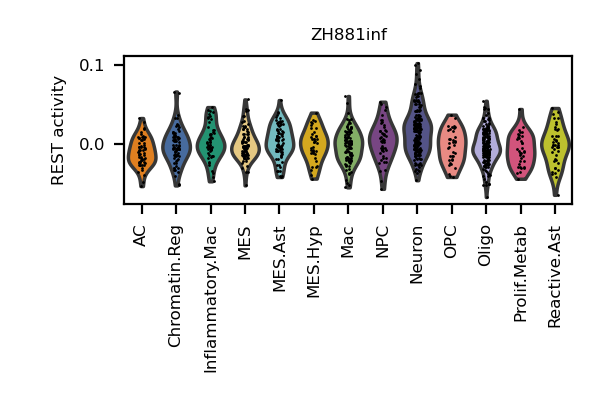 ZH881inf
REST activity
0.1
0.0
AC
Chromatin.Reg
Inflammatory.Mac
MES
MES.Ast
MES.Hyp
Mac
NPC
Neuron
OPC
Oligo
Prolif.Metab
Reactive.Ast